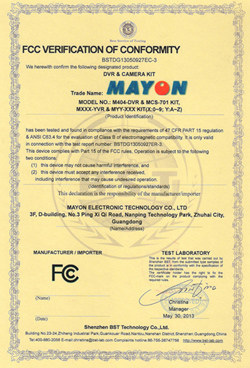 FCC VERIFICATION OF CONFORMITY
BSTDG13050927EC-3
We herewith confirm the following designated product:
DVR & CAMERA KIT
Trade Name: MAYON
MODEL NO.: M404-DVR & MCS-701 KIT,
MXXX-YVR & MYY-XXX KIT(X:0~9; Y:A~Z)
(Product Identification)
has been tested and found in compliance with the requirements of 47 CFR PART 15 regulation
& ANSI C63.4 for the evaluation of Class B of electromagnetic compatibility. It is only valid
in connection with the test report number: BSTDG13050927EC-3.
This device complies with Part 15 of the FCC rules, Operation is subject to the following
two conditions:
(1) this device may not cause harmful interference, and
(2) this device must accept any interference received,
including interference that may cause undesired operation.
(identification of regulations/standards)
This declaration is the responsibility of the manufacturer/importer
MAYON ELECTRONIC TECHNOLOGY CO., LTD
3F, D-building, No.3 Ping Xi Qi Road, Nanping Technology Park, Zhuhai City,
Guangdong
(Name/Address)
MANUFACTURER / IMPORTER
TEST LABORATORY
FCC
Christina
Manager
May 30, 2013
Shenzhen BST Technology Co.,Ltd.